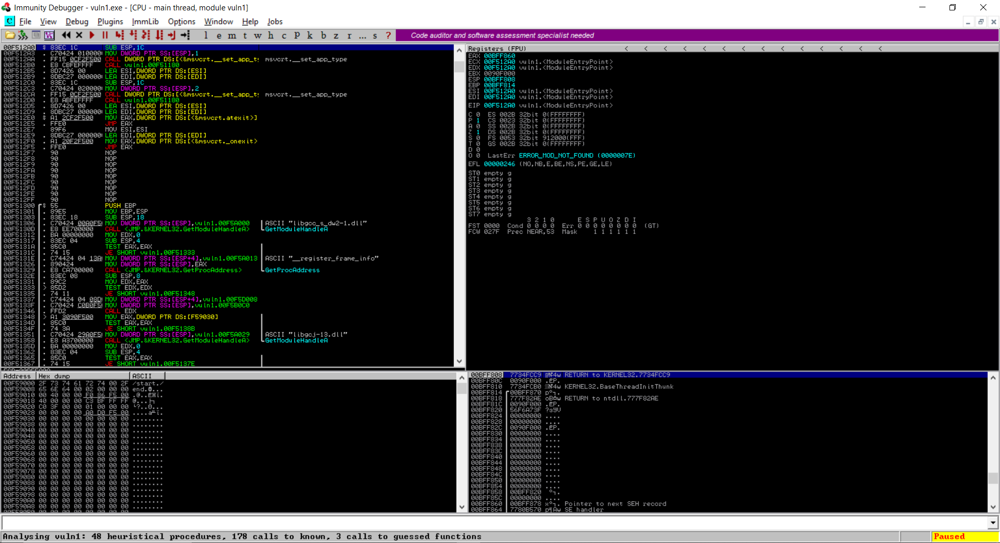 Immunity Debugger - vuln1.exe - [CPU - main thread, module vuln1]
File View Debug Plugins ImmLib Options Window Help Jobs
l e m t w h c P k b z r ... s ?
Code auditor and software assessment specialist needed
00F512A0 $ 83EC 1C SUB ESP,1C
00F512A3 . C70424 010000 MOV DWORD PTR SS:[ESP],1
00F512AA . FF15 0CF2F500 CALL DWORD PTR DS:[<&msvcrt.__set_app_t msvcrt.__set_app_type
00F512B0 . E8 CBFEFFFF CALL vuln1.00F51180
00F512B5 . 8D7426 00 LEA ESI,DWORD PTR DS:[ESI]
00F512B9 . 8DBC27 000000 LEA EDI,DWORD PTR DS:[EDI]
00F512C0 . 83EC 1C SUB ESP,1C
00F512C3 . C70424 020000 MOV DWORD PTR SS:[ESP],2
00F512CA . FF15 0CF2F500 CALL DWORD PTR DS:[<&msvcrt.__set_app_t msvcrt.__set_app_type
00F512D0 . E8 ABFEFFFF CALL vuln1.00F51180
00F512D5 . 8D7426 00 LEA ESI,DWORD PTR DS:[ESI]
00F512D9 . 8DBC27 000000 LEA EDI,DWORD PTR DS:[EDI]
00F512E0 $ A1 2CF2F500 MOV EAX,DWORD PTR DS:[<&msvcrt.atexit>]
00F512E5 . FFE0 JMP EAX
00F512E7 89F6 MOV ESI,ESI
00F512E9 . 8DBC27 000000 LEA EDI,DWORD PTR DS:[EDI]
00F512F0 . A1 20F2F500 MOV EAX,DWORD PTR DS:[<&msvcrt._onexit>
00F512F5 . FFE0 JMP EAX
00F512F7 90 NOP
00F512F8 90 NOP
00F512F9 90 NOP
00F512FA 90 NOP
00F512FB 90 NOP
00F512FC 90 NOP
00F512FD 90 NOP
00F512FE 90 NOP
00F512FF 90 NOP
00F51300 $ 55 PUSH EBP
00F51301 . 89E5 MOV EBP,ESP
00F51303 . 83EC 18 SUB ESP,18
00F51306 . C70424 00A0F5 MOV DWORD PTR SS:[ESP],vuln1.00F5A000 ASCII "libgcc_s_dw2-1.dll"
00F5130D . E8 EE700000 CALL <JMP.&KERNEL32.GetModuleHandleA> GetModuleHandleA
00F51312 . BA 00000000 MOV EDX,0
00F51317 . 83EC 04 SUB ESP,4
00F5131A . 85C0 TEST EAX,EAX
00F5131C . 74 15 JE SHORT vuln1.00F51333
00F5131E . C74424 04 13A MOV DWORD PTR SS:[ESP+4],vuln1.00F5A013 ASCII "__register_frame_info"
00F51326 . 890424 MOV DWORD PTR SS:[ESP],EAX
00F51329 . E8 CA700000 CALL <JMP.&KERNEL32.GetProcAddress> GetProcAddress
00F5132E . 83EC 08 SUB ESP,8
00F51331 . 89C2 MOV EDX,EAX
00F51333 > 85D2 TEST EDX,EDX
00F51335 . 74 11 JE SHORT vuln1.00F51348
00F51337 . C74424 04 08D MOV DWORD PTR SS:[ESP+4],vuln1.00F5D008
00F5133F . C70424 C0B0F5 MOV DWORD PTR SS:[ESP],vuln1.00F5B0C0
00F51346 . FFD2 CALL EDX
00F51348 > A1 3090F500 MOV EAX,DWORD PTR DS:[F59030]
00F5134D . 85C0 TEST EAX,EAX
00F5134F . 74 3A JE SHORT vuln1.00F5138B
00F51351 . C70424 29A0F5 MOV DWORD PTR SS:[ESP],vuln1.00F5A029 ASCII "libgcj-13.dll"
00F51358 . E8 A3700000 CALL <JMP.&KERNEL32.GetModuleHandleA> GetModuleHandleA
00F5135D . BA 00000000 MOV EDX,0
00F51362 . 83EC 04 SUB ESP,4
00F51365 . 85C0 TEST EAX,EAX
00F51367 . 74 15 JE SHORT vuln1.00F5137E
Registers (FPU) < < < < < < < < < < < < < <
EAX 00BFF860
ECX 00F512A0 vuln1.<ModuleEntryPoint>
EDX 00F512A0 vuln1.<ModuleEntryPoint>
EBX 0090F000
ESP 00BFF808
EBP 00BFF814
ESI 00F512A0 vuln1.<ModuleEntryPoint>
EDI 00F512A0 vuln1.<ModuleEntryPoint>
EIP 00F512A0 vuln1.<ModuleEntryPoint>
C 0 ES 002B 32bit 0(FFFFFFFF)
P 1 CS 0023 32bit 0(FFFFFFFF)
A 0 SS 002B 32bit 0(FFFFFFFF)
Z 1 DS 002B 32bit 0(FFFFFFFF)
S 0 FS 0053 32bit 912000(FFF)
T 0 GS 002B 32bit 0(FFFFFFFF)
D 0
O 0 LastErr ERROR_MOD_NOT_FOUND (0000007E)
EFL 00000246 (NO,NB,E,BE,NS,PE,GE,LE)
ST0 empty g
ST1 empty g
ST2 empty g
ST3 empty g
ST4 empty g
ST5 empty g
ST6 empty g
ST7 empty g
3 2 1 0 E S P U O Z D I
FST 0000 Cond 0 0 0 0 Err 0 0 0 0 0 0 0 0 (GT)
FCW 027F Prec NEAR,53 Mask 1 1 1 1 1 1
Address Hex dump ASCII
00F59000 2F 73 74 61 72 74 00 2F /start./
00F59008 65 6E 64 00 02 00 00 00 end.
00F59010 00 40 00 00 F0 86 F5 00
00F59018 40 00 00 00 C3 BF FF FF
00F59020 C0 3F 00 00 01 00 00 00
00F59028 00 00 00 00 A0 D0 F5 00
00F59030 00 00 00 00 00 00 00 00 ........
00F59038 00 00 00 00 00 00 00 00 ........
00F59040 00 00 00 00 00 00 00 00 ........
00F59048 00 00 00 00 00 00 00 00 ........
00F59050 00 00 00 00 00 00 00 00 ........
00F59058 00 00 00 00 00 00 00 00 ........
00F59060 00 00 00 00 00 00 00 00 ........
00F59068 00 00 00 00 00 00 00 00 ........
00F59070 00 00 00 00 00 00 00 00 ........
00F59078 00 00 00 00 00 00 00 00 ........
00F59080 00 00 00 00 00 00 00 00 ........
00F59088 00 00 00 00 00 00 00 00 ........
00F59090 00 00 00 00 00 00 00 00 ........
00F59098 00 00 00 00 00 00 00 00 ........
00F590A0 00 00 00 00 00 00 00 00 ........
00F590A8 00 00 00 00 00 00 00 00 ........
00BFF808 7734FCC9 RETURN to KERNEL32.7734FCC9
00BFF80C 0090F000
00BFF810 7734FCB0 KERNEL32.BaseThreadInitThunk
00BFF814 00BFF870
00BFF818 777F82AE RETURN to ntdll.777F82AE
00BFF81C 0090F000
00BFF820 56F6A73F
00BFF824 00000000 ....
00BFF828 00000000 ....
00BFF82C 0090F000
00BFF830 00000000 ....
00BFF834 00000000 ....
00BFF838 00000000 ....
00BFF83C 00000000 ....
00BFF840 00000000 ....
00BFF844 00000000 ....
00BFF848 00000000 ....
00BFF84C 00000000 ....
00BFF850 00000000 ....
00BFF854 00000000 ....
00BFF858 00BFF820
00BFF85C 00000000 ....
00BFF860 00BFF878 Pointer to next SEH record
00BFF864 7780B570 SE handler
Analysing vuln1: 48 heuristical procedures, 178 calls to known, 3 calls to guessed functions
Paused